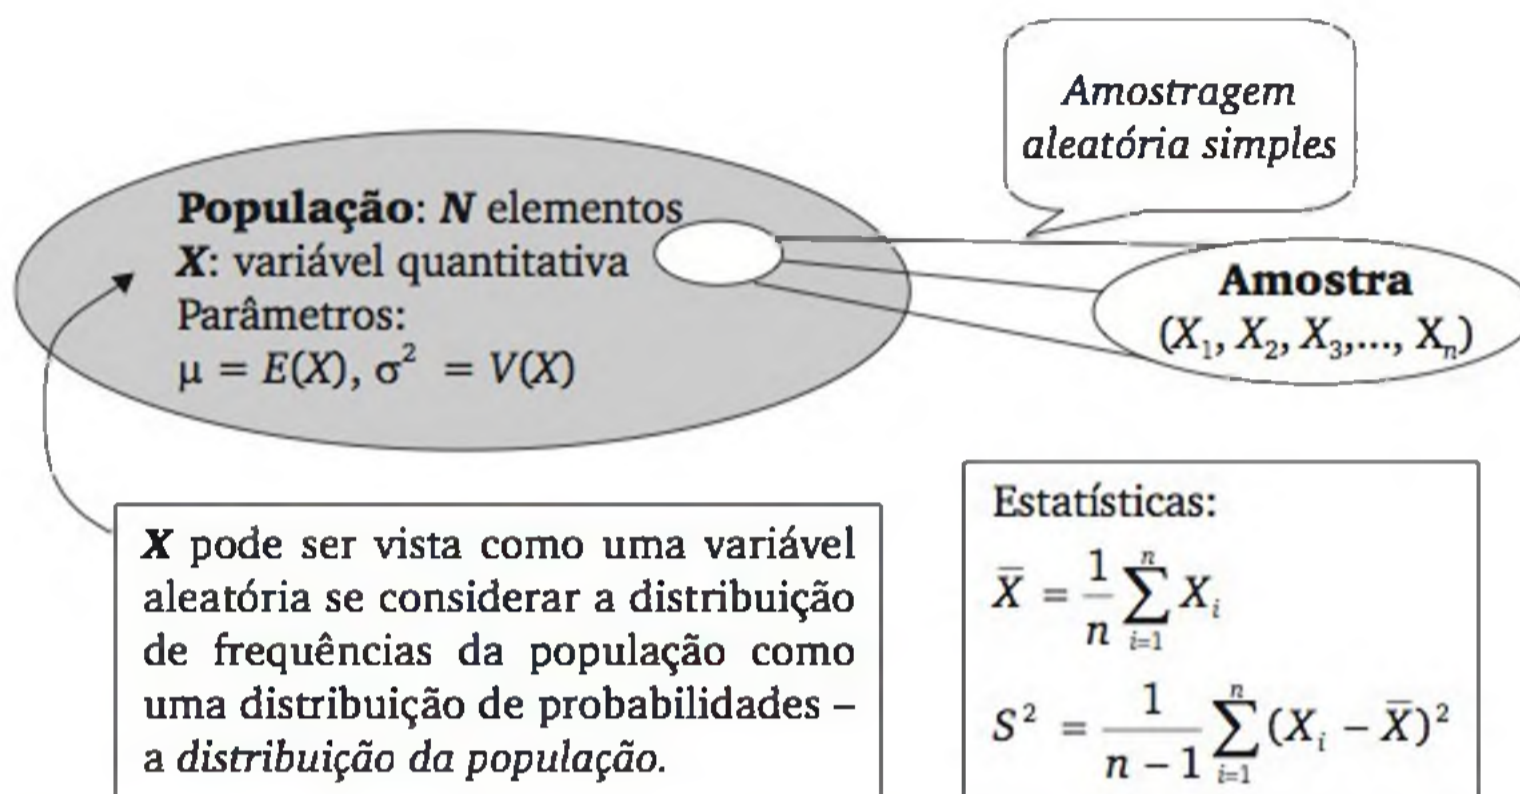 Amostragem
aleatória simples
População: N elementos
X: variável quantitativa
Parâmetros:
μ = E(X), σ² = V(X)
Amostra
(X₁, X₂, X₃,..., Xₙ)
X pode ser vista como uma variável
aleatória se considerar a distribuição
de frequências da população como
uma distribuição de probabilidades –
a distribuição da população.
Estatísticas:
X̄ = 1/n ∑ᵢ₌₁ⁿ Xᵢ
S² = 1/(n − 1) ∑ᵢ₌₁ⁿ (Xᵢ − X̄)²